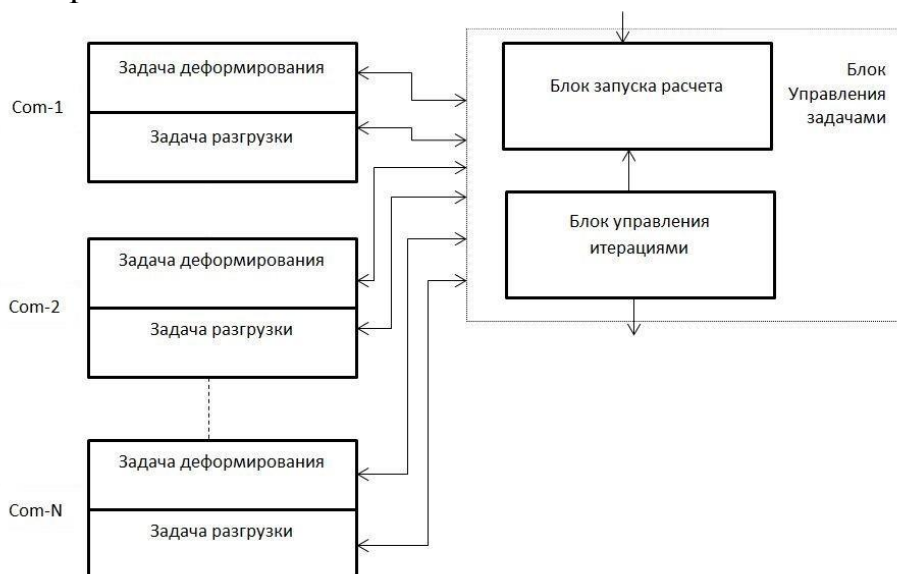 Com-1
Задача деформирования
Задача разгрузки
Com-2
Задача деформирования
Задача разгрузки
Com-N
Задача деформирования
Задача разгрузки
Блок запуска расчета
Блок управления
итерациями
Блок
Управления
задачами